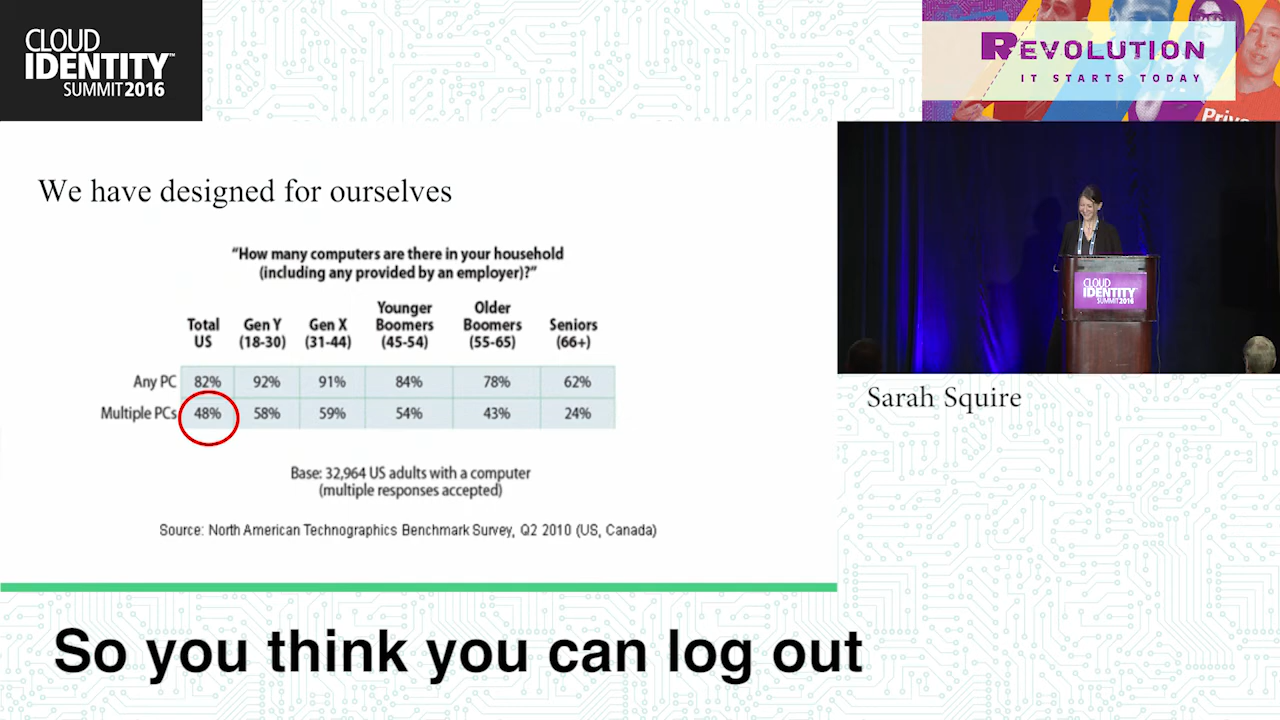 CLOUD
IDENTITY™
SUMMIT 2016
REVOLUTION
IT STARTS TODAY
We have designed for ourselves
“How many computers are there in your household
(including any provided by an employer)?”
Total US
Gen Y (18-30)
Gen X (31-44)
Younger Boomers (45-54)
Older Boomers (55-65)
Seniors (66+)
Any PC 82% 92% 91% 84% 78% 62%
Multiple PCs 48% 58% 59% 54% 43% 24%
Base: 32,964 US adults with a computer
(multiple responses accepted)
Source: North American Technographics Benchmark Survey, Q2 2010 (US, Canada)
CLOUD
IDENTITY™
SUMMIT 2016
Sarah Squire
So you think you can log out